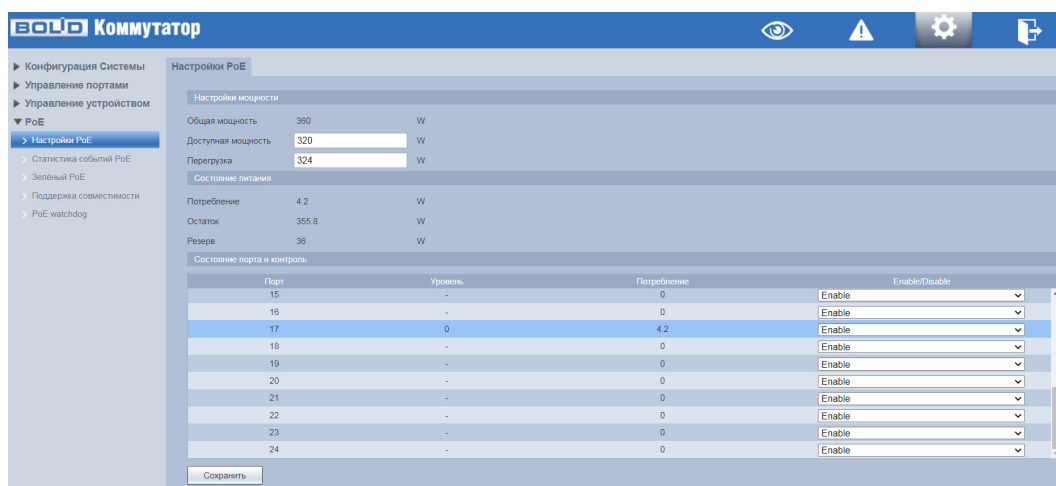 BOLID Коммутатор
Конфигурация Системы
Управление портами
Управление устройством
PoE
Настройки PoE
Статистика событий PoE
Зелёный PoE
Поддержка совместимости
PoE watchdog
Настройки PoE
Настройки мощности
Общая мощность 360 W
Доступная мощность 320 W
Перегрузка 324 W
Состояние питания
Потребление 4.2 W
Остаток 355.8 W
Резерв 36 W
Состояние порта и контроль
Порт Уровень Потребление Enable/Disable
15 - 0 Enable
16 - 0 Enable
17 0 4.2 Enable
18 - 0 Enable
19 - 0 Enable
20 - 0 Enable
21 - 0 Enable
22 - 0 Enable
23 - 0 Enable
24 - 0 Enable
Сохранить